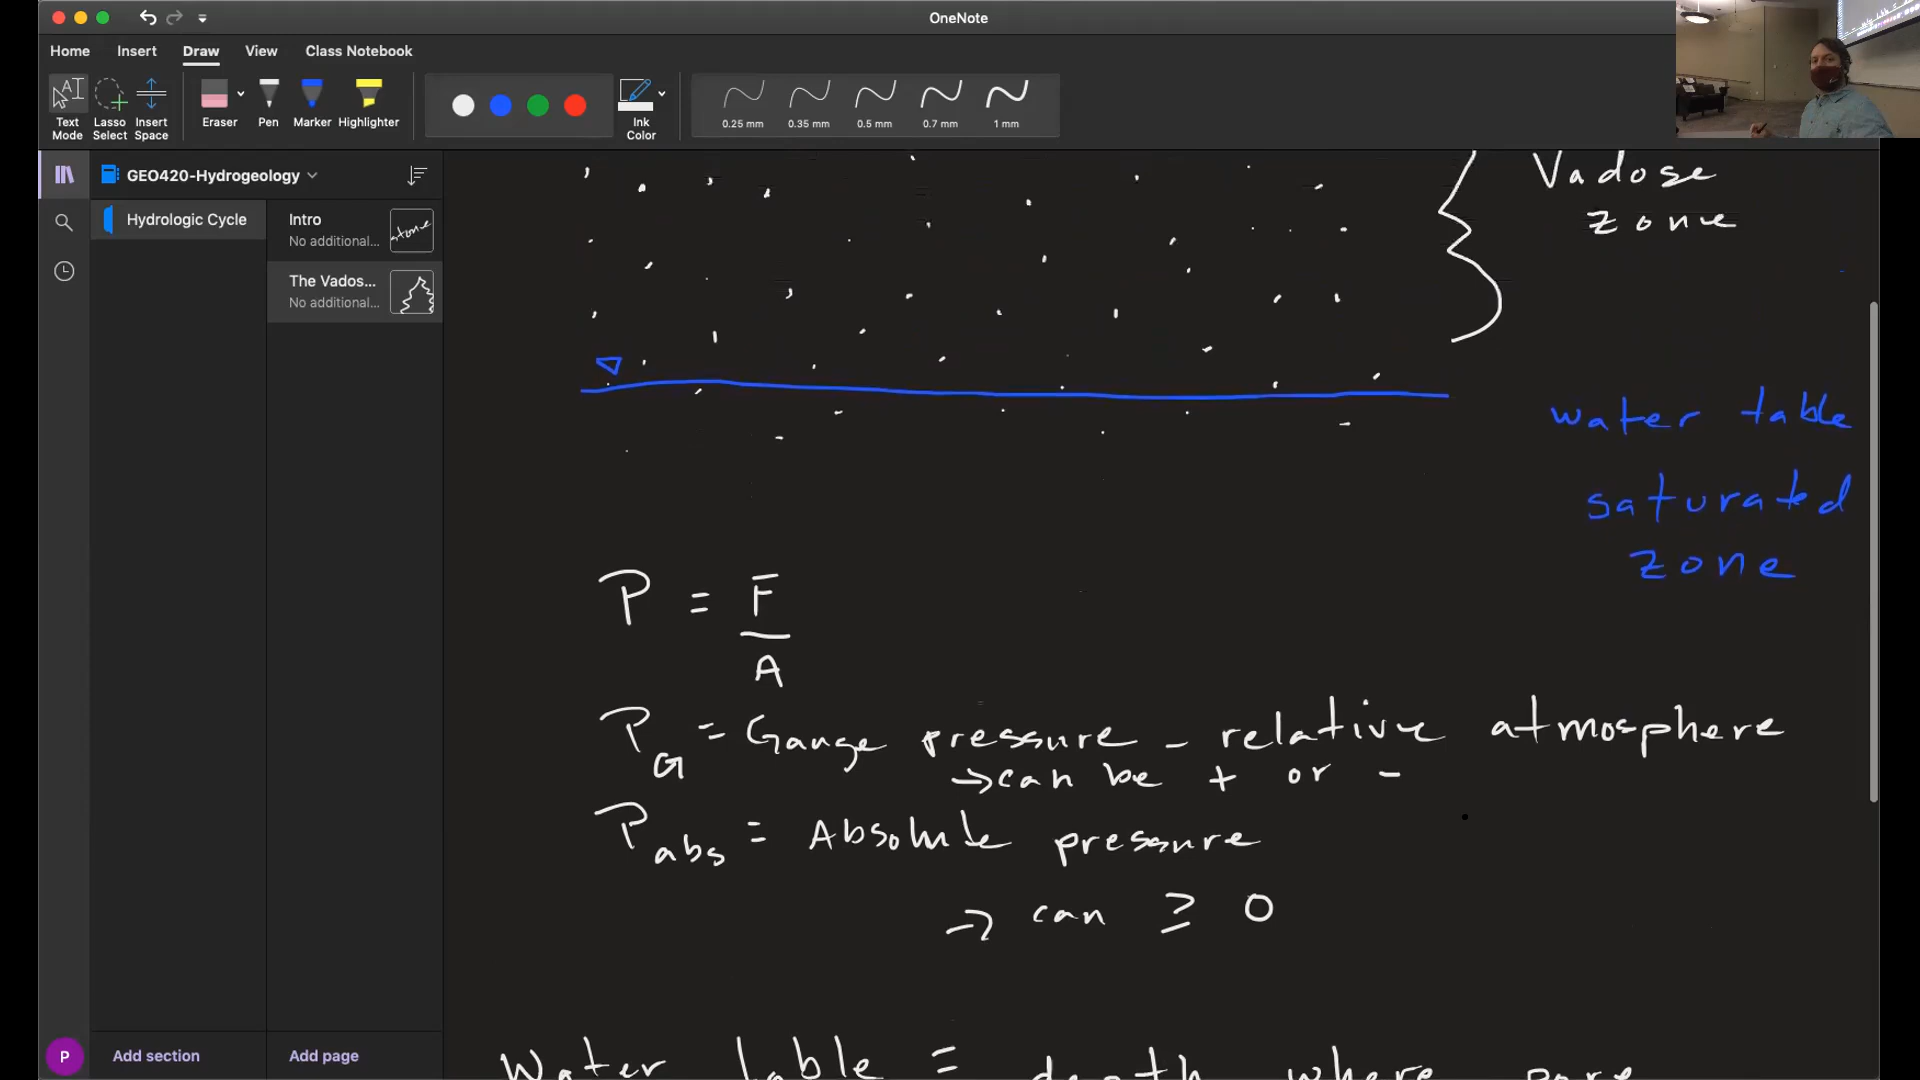 OneNote
Home Insert Draw View Class Notebook
Text Mode
Lasso Select
Insert Space
Eraser
Pen
Marker
Highlighter
Ink Color
0.25 mm 0.35 mm 0.5 mm 0.7 mm 1 mm
GEO420-Hydrogeology
Hydrologic Cycle
Intro
No additional...
The Vados...
No additional...
Vadose
zone
water table
saturated
zone
P = F
A
P_G = Gauge pressure - relative atmosphere
→ can be + or -
P_abs = Absolute pressure
→ can ≥ 0
Water table = depth where pore
P
Add section
Add page